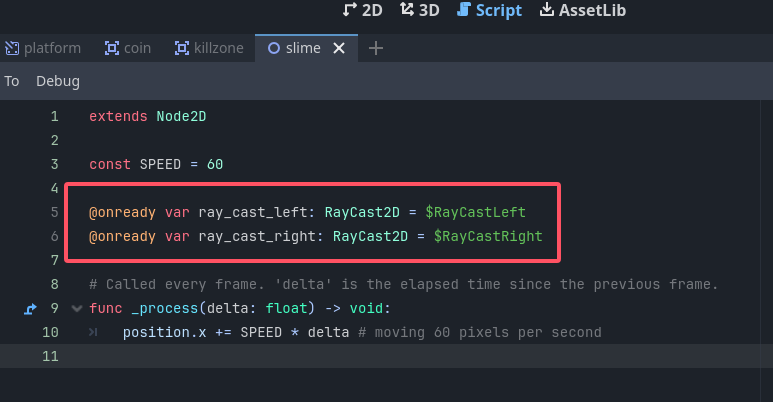 2D 3D Script AssetLib
platform coin killzone slime
To Debug
1 extends Node2D
2
3 const SPEED = 60
4
5 @onready var ray_cast_left: RayCast2D = $RayCastLeft
6 @onready var ray_cast_right: RayCast2D = $RayCastRight
7
8 # Called every frame. 'delta' is the elapsed time since the previous frame.
9 func _process(delta: float) -> void:
10 position.x += SPEED * delta # moving 60 pixels per second
11